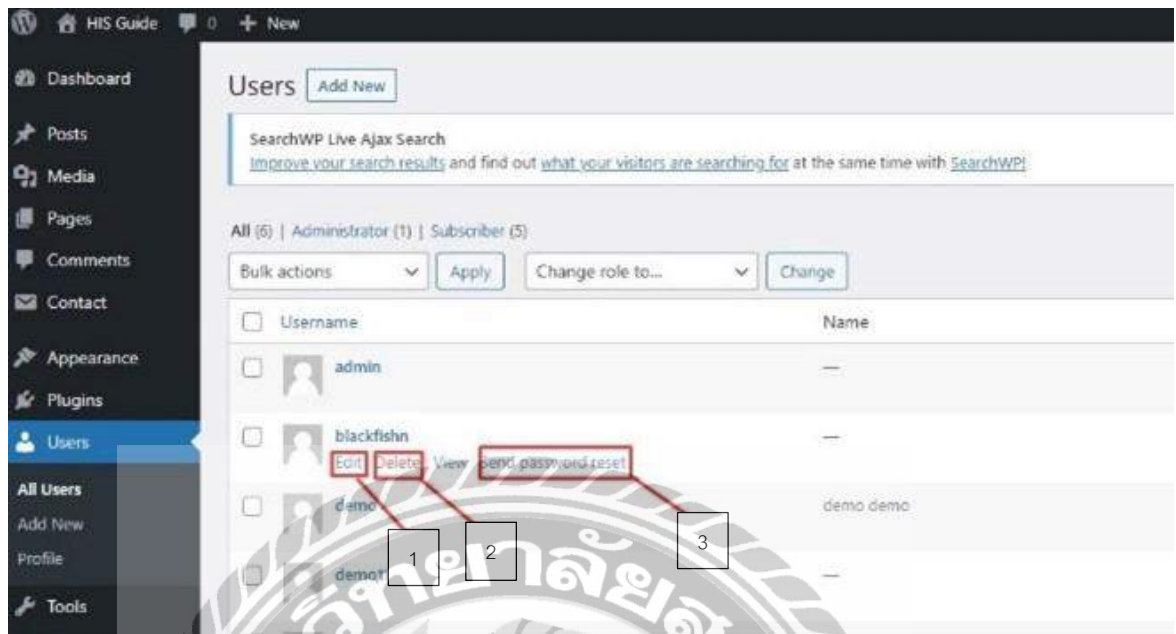 HIS Guide 0 + New
Dashboard
Posts
Media
Pages
Comments
Contact
Appearance
Plugins
Users
All Users
Add New
Profile
Tools
Users Add New
SearchWP Live Ajax Search
Improve your search results and find out what your visitors are searching for at the same time with SearchWP!
All (6) | Administrator (1) | Subscriber (5)
Bulk actions Apply Change role to... Change
Username Name
admin —
blackfishn —
Edit Delete View Send password reset
demo demo demo
1 2 3